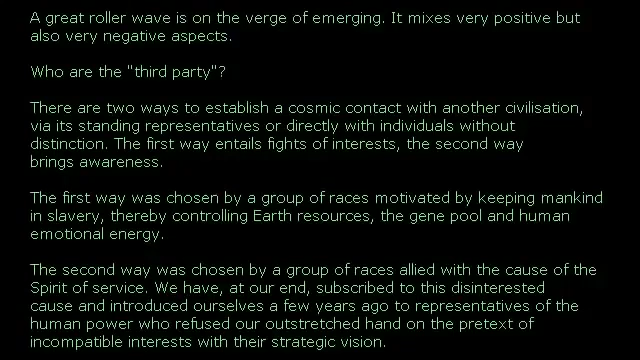 A great roller wave is on the verge of emerging. It mixes very positive but
also very negative aspects.
Who are the "third party"?
There are two ways to establish a cosmic contact with another civilisation,
via its standing representatives or directly with individuals without
distinction. The first way entails fights of interests, the second way
brings awareness.
The first way was chosen by a group of races motivated by keeping mankind
in slavery, thereby controlling Earth resources, the gene pool and human
emotional energy.
The second way was chosen by a group of races allied with the cause of the
Spirit of service. We have, at our end, subscribed to this disinterested
cause and introduced ourselves a few years ago to representatives of the
human power who refused our outstretched hand on the pretext of
incompatible interests with their strategic vision.